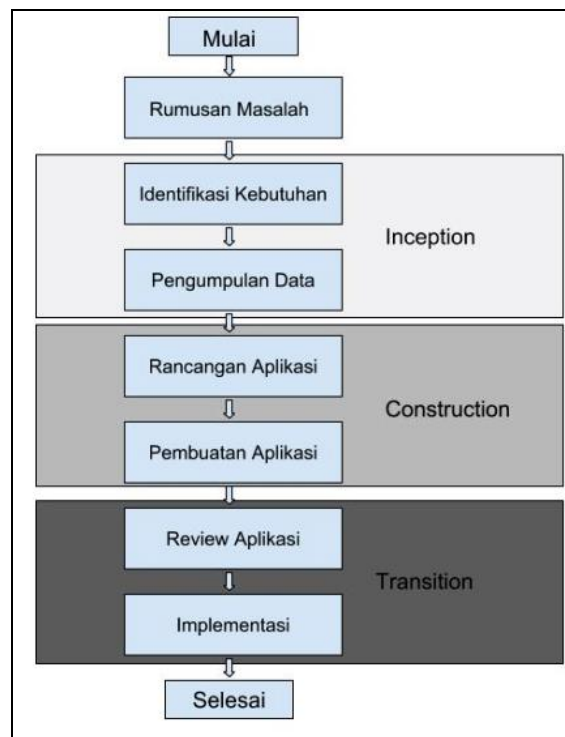 Mulai
Rumusan Masalah
Identifikasi Kebutuhan
Inception
Pengumpulan Data
Rancangan Aplikasi
Construction
Pembuatan Aplikasi
Review Aplikasi
Transition
Implementasi
Selesai